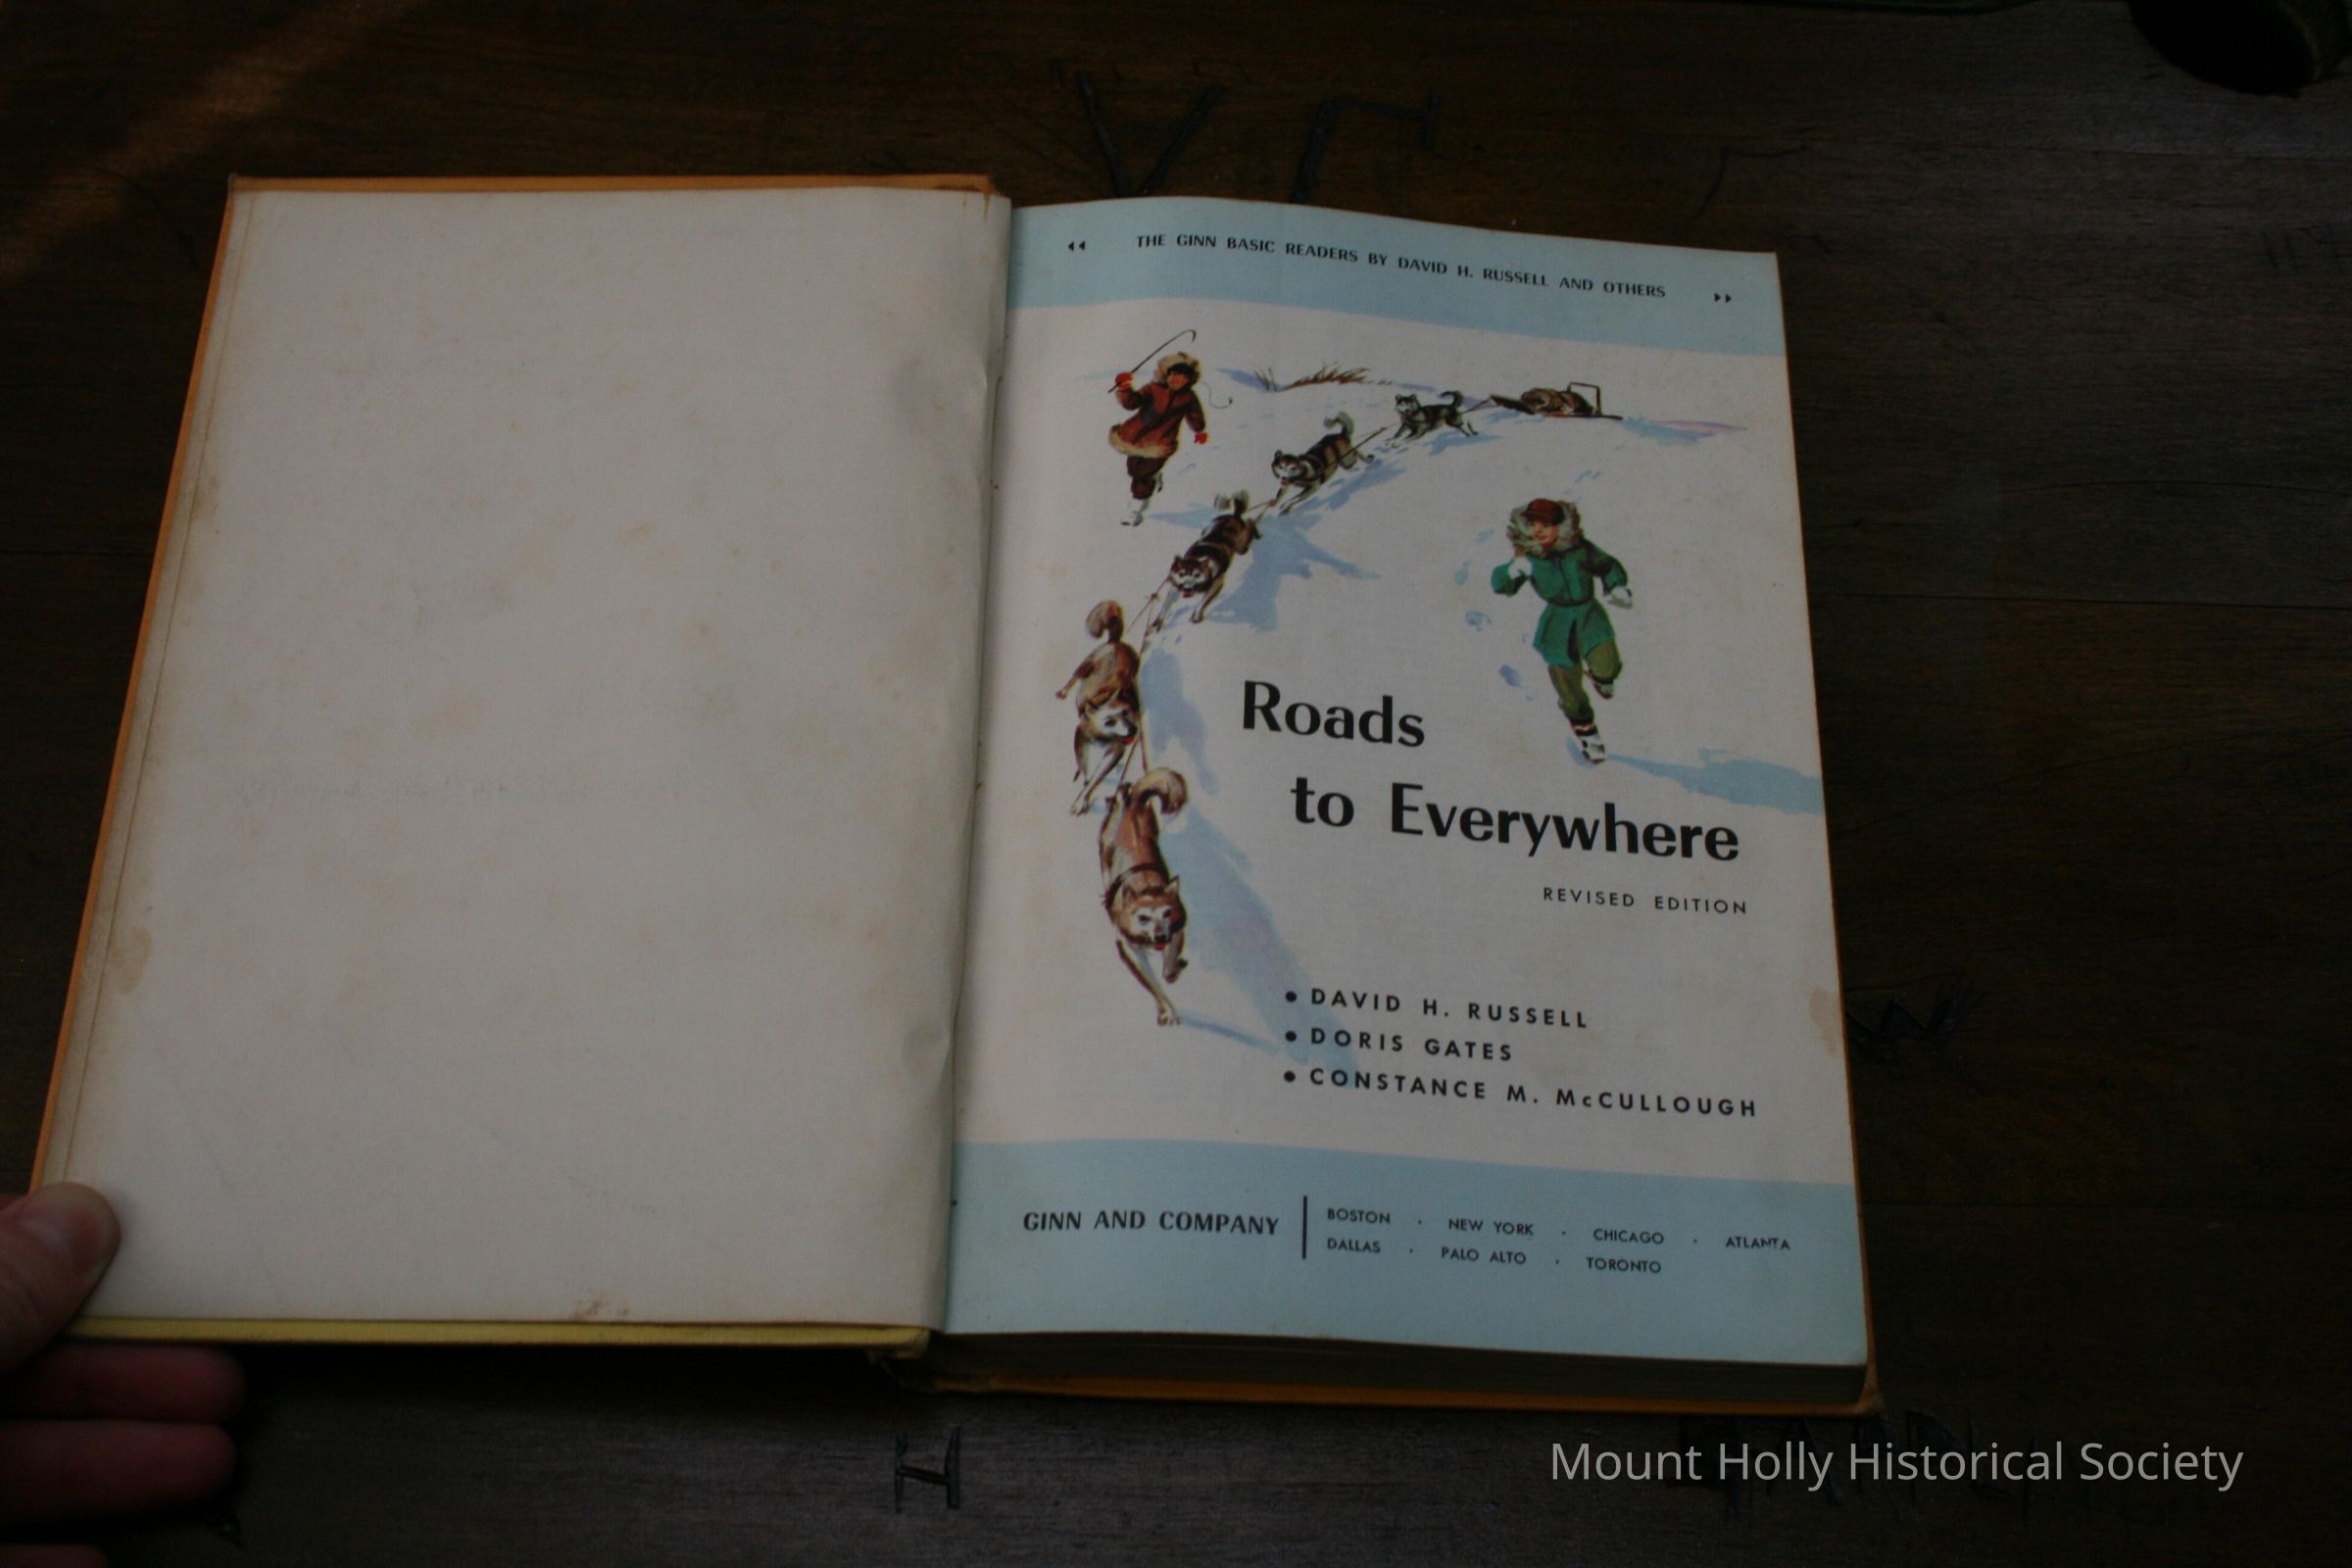 ◂◂ THE GINN BASIC READERS BY DAVID H. RUSSELL AND OTHERS ▸▸
Roads
to Everywhere
REVISED EDITION
• DAVID H. RUSSELL
• DORIS GATES
• CONSTANCE M. McCULLOUGH
GINN AND COMPANY
BOSTON · NEW YORK · CHICAGO · ATLANTA
DALLAS · PALO ALTO · TORONTO
H
Mount Holly Historical Society